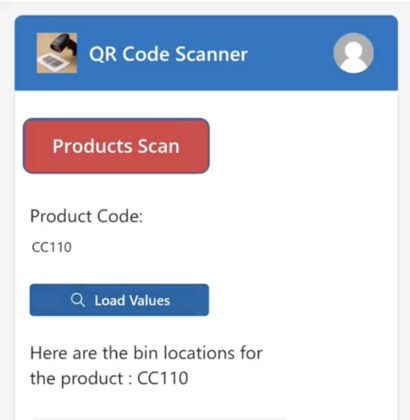 QR Code Scanner
Products Scan
Product Code:
CC110
Load Values
Here are the bin locations for
the product : CC110